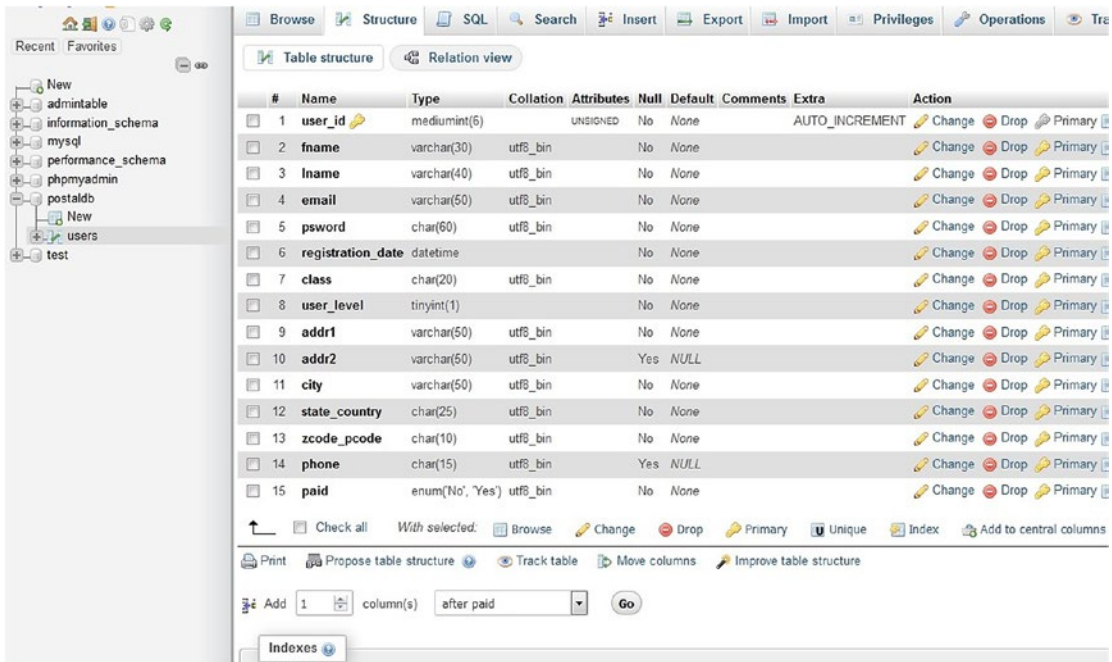 Browse Structure SQL Search Insert Export Import Privileges Operations Tra
Recent Favorites
New
admintable
information_schema
mysql
performance_schema
phpmyadmin
postaldb
New
users
test
Table structure Relation view
# Name Type Collation Attributes Null Default Comments Extra Action
1 user_id mediumint(6) UNSIGNED No None AUTO_INCREMENT Change Drop Primary
2 fname varchar(30) utf8_bin No None Change Drop Primary
3 lname varchar(40) utf8_bin No None Change Drop Primary
4 email varchar(50) utf8_bin No None Change Drop Primary
5 psword char(60) utf8_bin No None Change Drop Primary
6 registration_date datetime No None Change Drop Primary
7 class char(20) utf8_bin No None Change Drop Primary
8 user_level tinyint(1) No None Change Drop Primary
9 addr1 varchar(50) utf8_bin No None Change Drop Primary
10 addr2 varchar(50) utf8_bin Yes NULL Change Drop Primary
11 city varchar(50) utf8_bin No None Change Drop Primary
12 state_country char(25) utf8_bin No None Change Drop Primary
13 zcode_pcode char(10) utf8_bin No None Change Drop Primary
14 phone char(15) utf8_bin Yes NULL Change Drop Primary
15 paid enum('No', 'Yes') utf8_bin No None Change Drop Primary
Check all With selected: Browse Change Drop Primary U Unique Index Add to central columns
Print Propose table structure Track table Move columns Improve table structure
Add 1 column(s) after paid Go
Indexes